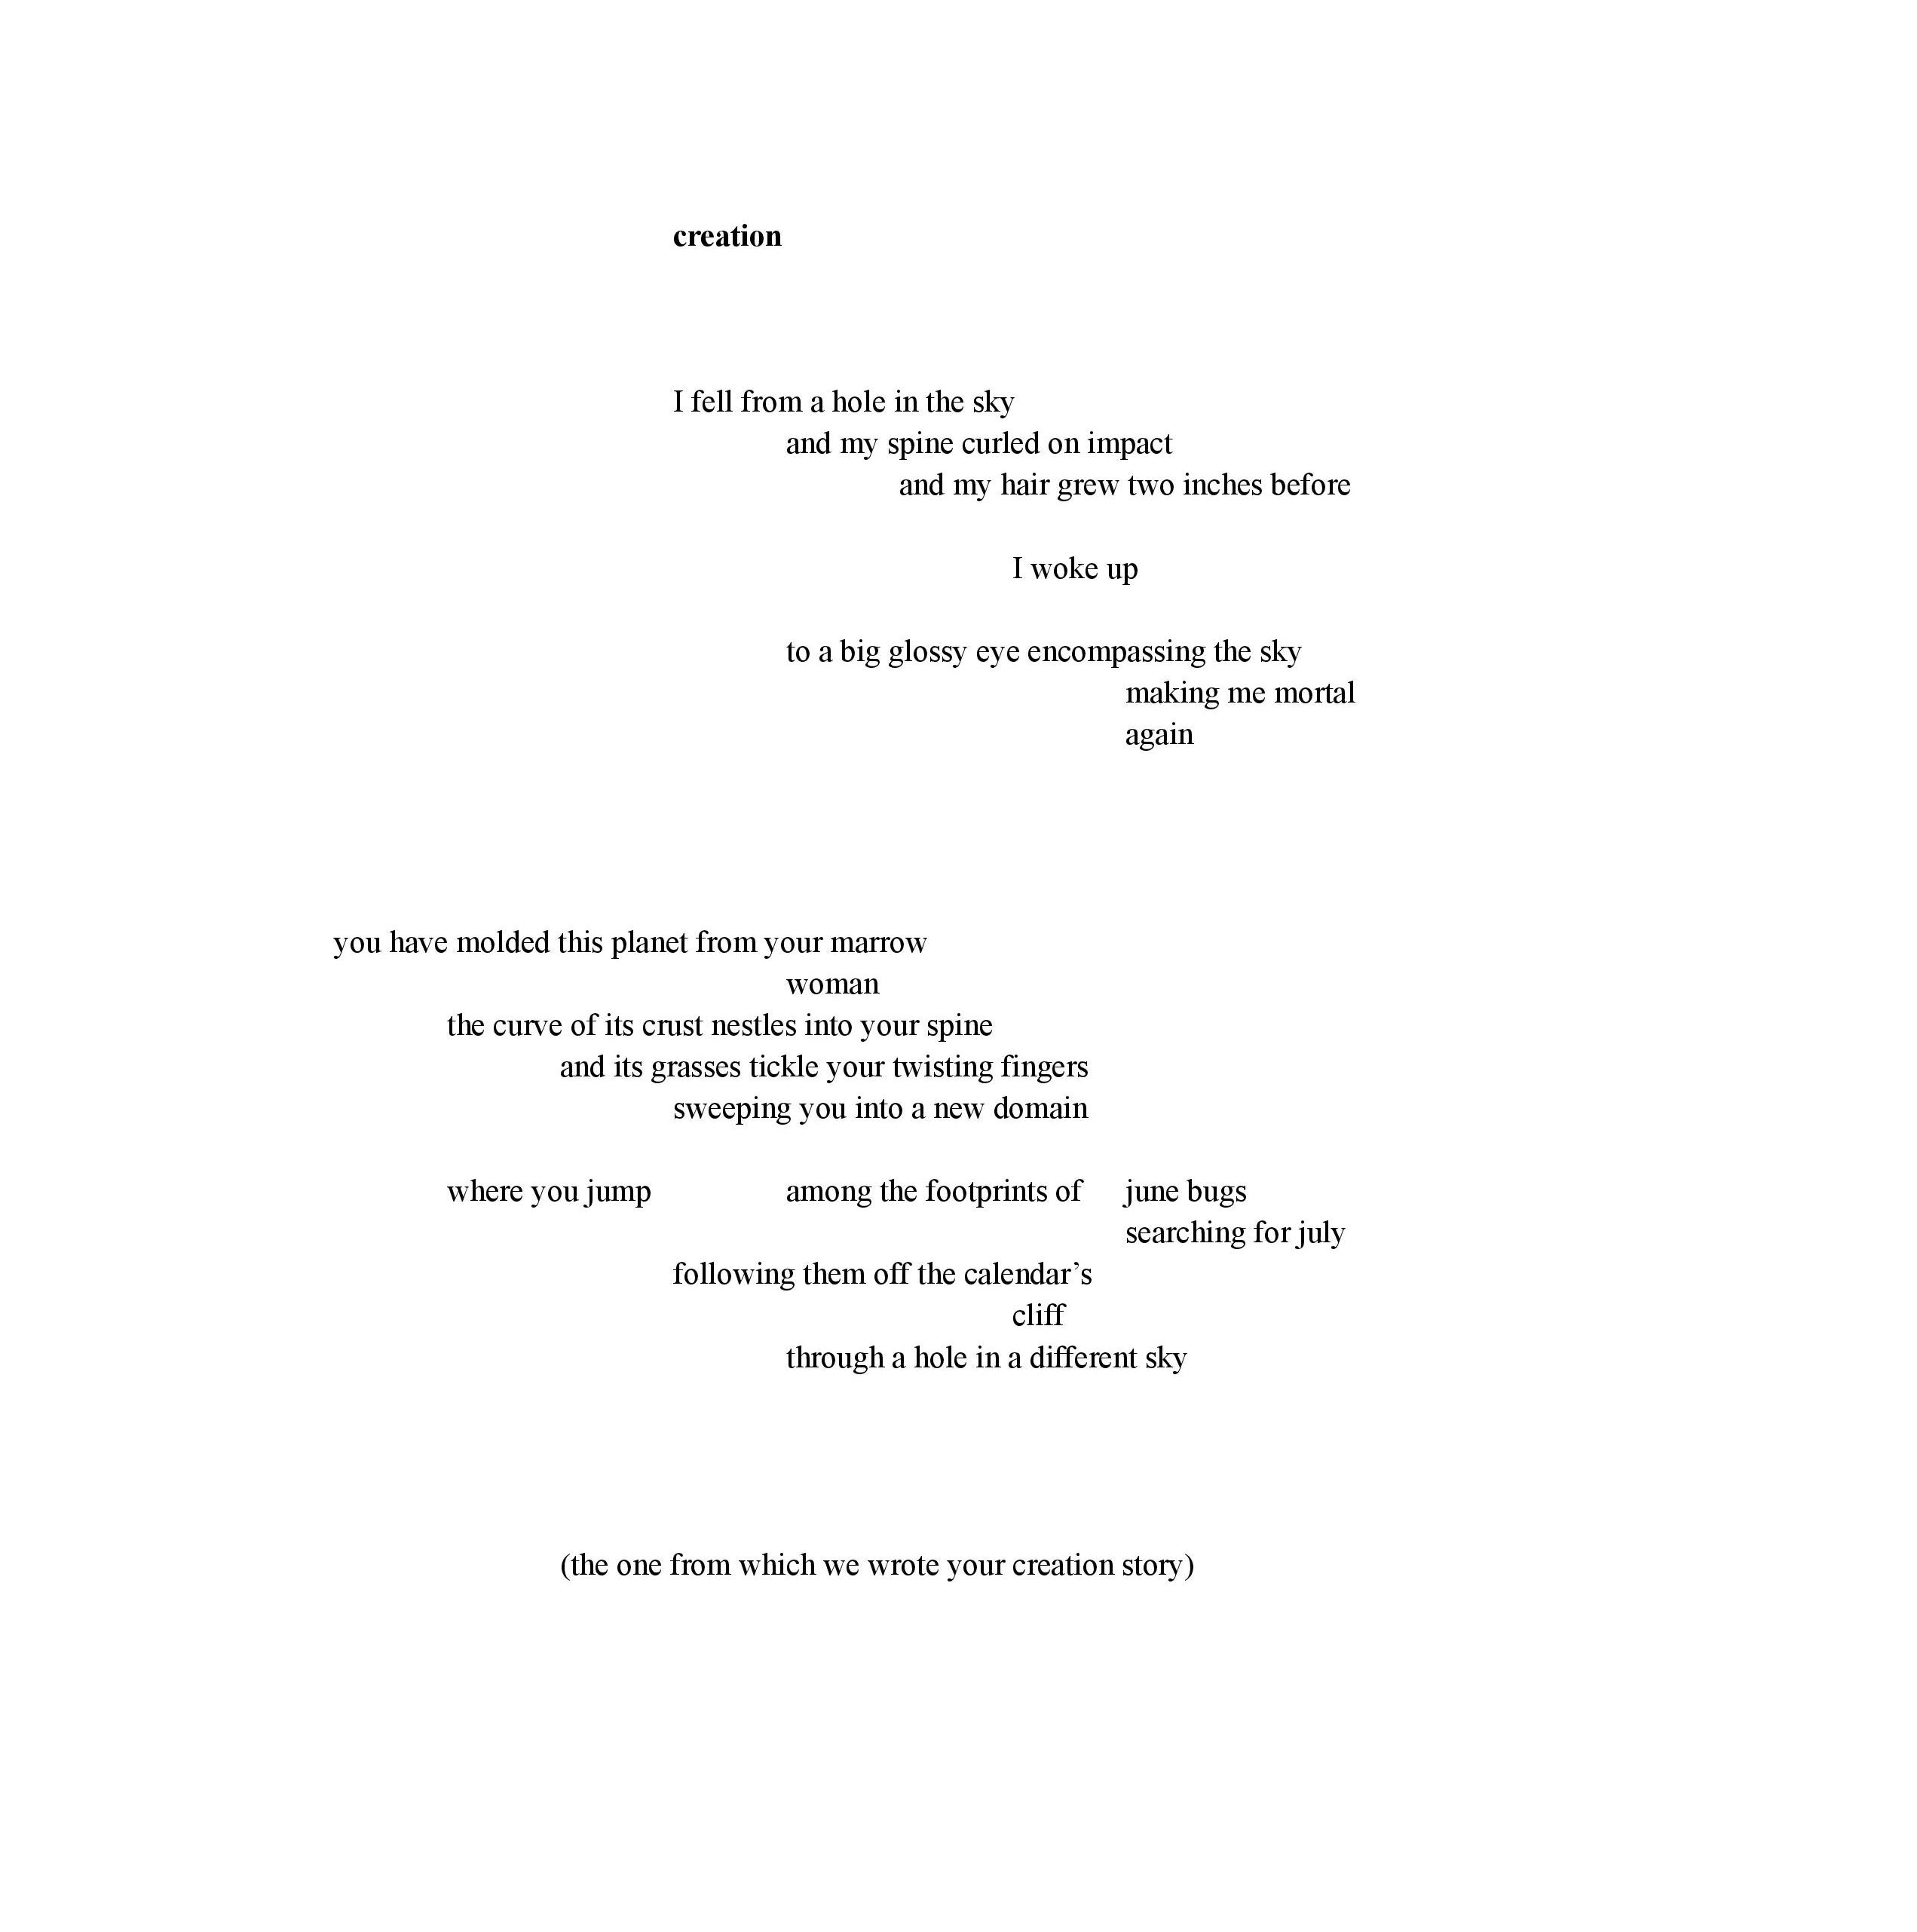 creation
I fell from a hole in the sky
and my spine curled on impact
and my hair grew two inches before
I woke up
to a big glossy eye encompassing the sky
making me mortal
again
you have molded this planet from your marrow
woman
the curve of its crust nestles into your spine
and its grasses tickle your twisting fingers
sweeping you into a new domain
where you jump among the footprints of june bugs
searching for july
following them off the calendar’s
cliff
through a hole in a different sky
(the one from which we wrote your creation story)